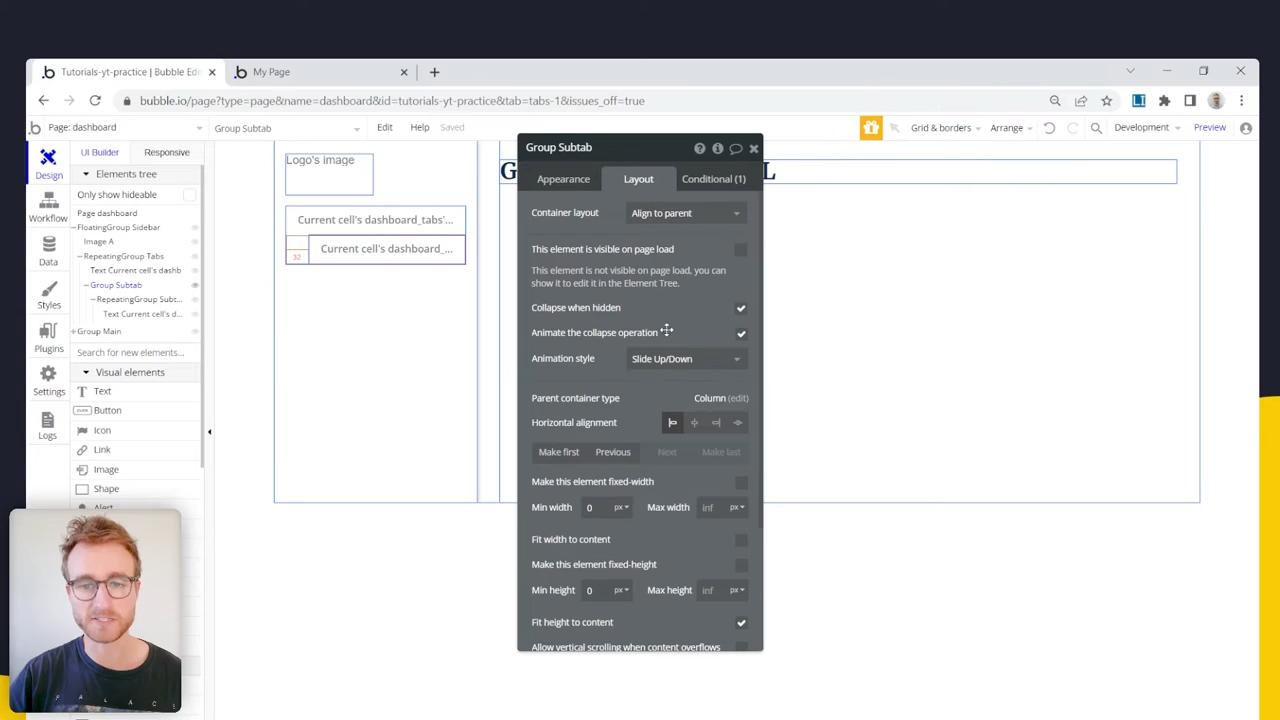 Tutorials-yt-practice | Bubble Edi
My Page
bubble.io/page?type=page&name=dashboard&id=tutorials-yt-practice&tab=tabs-1&issues_off=true
Page: dashboard
Group Subtab
Edit
Help
Saved
Grid & borders
Arrange
Development
Preview
Design
Workflow
Data
Styles
Plugins
Settings
Logs
UI Builder
Responsive
Elements tree
Only show hideable
Page dashboard
FloatingGroup Sidebar
Image A
RepeatingGroup Tabs
Text Current cell's dashb
Group Subtab
RepeatingGroup Subt...
Text Current cell's d...
Group Main
Search for new elements...
Visual elements
Text
Button
Icon
Link
Image
Shape
Alert
Logo's image
Current cell's dashboard_tabs'...
32
Current cell's dashboard_...
G
L
Group Subtab
Appearance
Layout
Conditional (1)
Container layout
Align to parent
This element is visible on page load
This element is not visible on page load, you can
show it to edit it in the Element Tree.
Collapse when hidden
Animate the collapse operation
Animation style
Slide Up/Down
Parent container type
Column (edit)
Horizontal alignment
Make first
Previous
Next
Make last
Make this element fixed-width
Min width
0
px
Max width
inf
px
Fit width to content
Make this element fixed-height
Min height
0
px
Max height
inf
px
Fit height to content
Allow vertical scrolling when content overflows